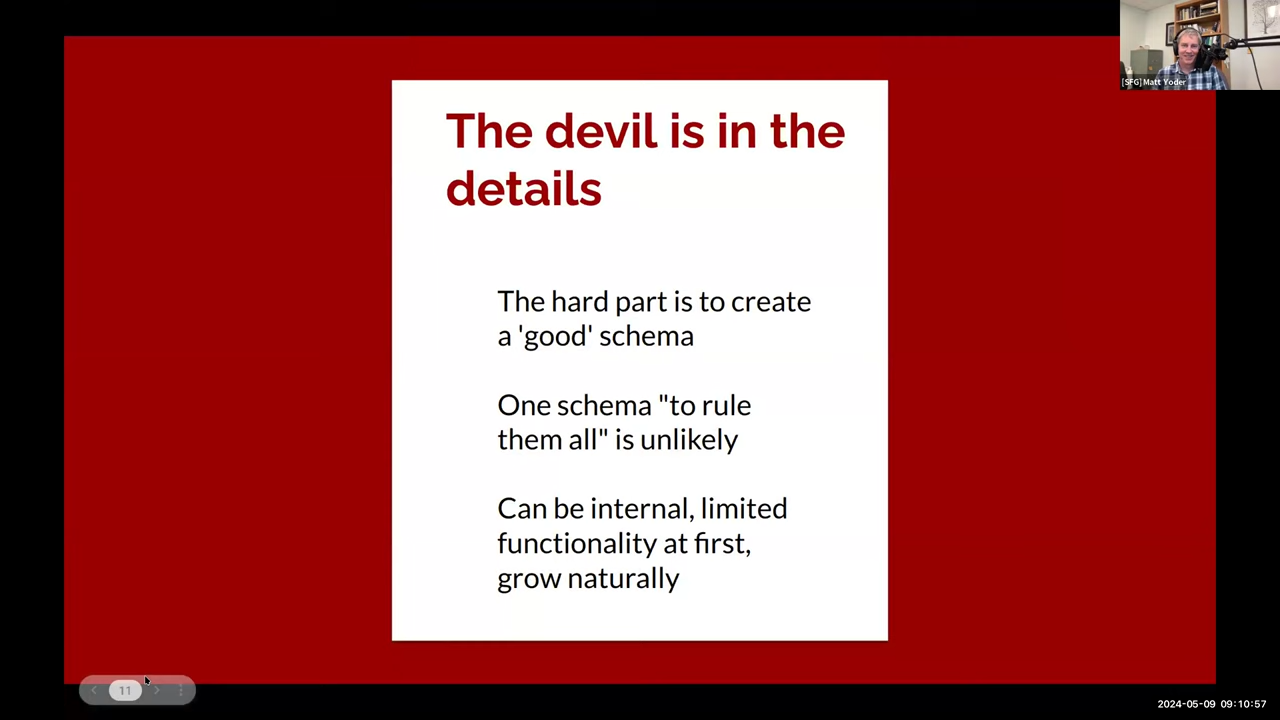 The devil is in the
details
The hard part is to create
a 'good' schema
One schema "to rule
them all" is unlikely
Can be internal, limited
functionality at first,
grow naturally
[SFG] Matt Yoder
11
2024-05-09 09:10:57